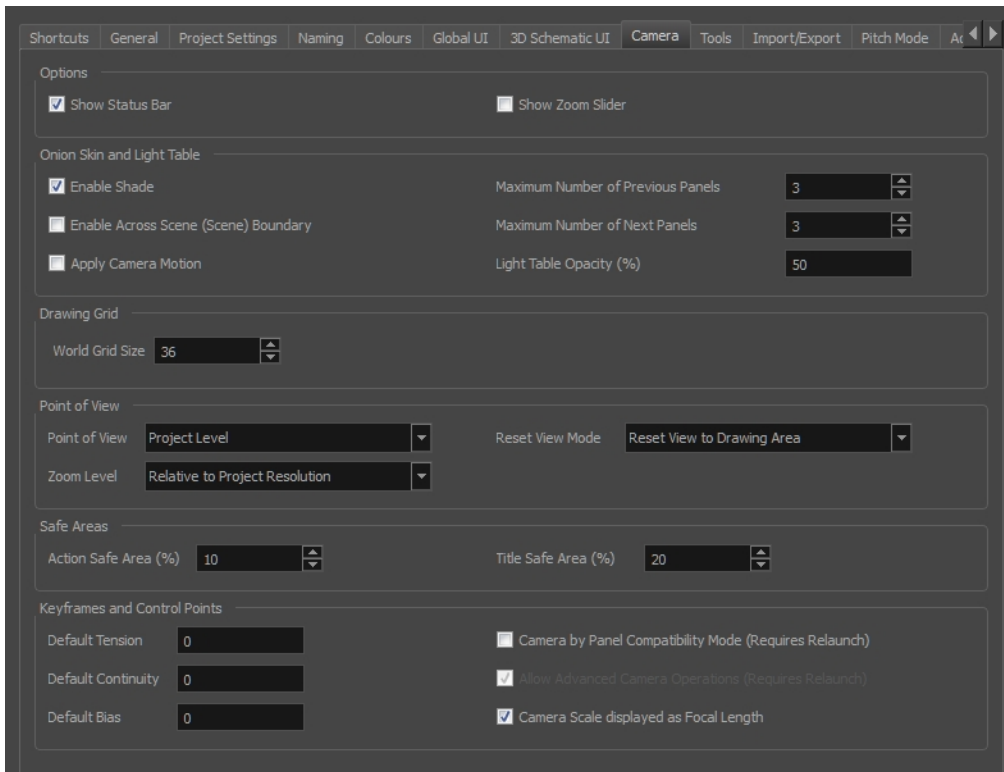 Shortcuts General Project Settings Naming Colours Global UI 3D Schematic UI Camera Tools Import/Export Pitch Mode
Options
Show Status Bar Show Zoom Slider
Onion Skin and Light Table
Enable Shade Maximum Number of Previous Panels 3
Enable Across Scene (Scene) Boundary Maximum Number of Next Panels 3
Apply Camera Motion Light Table Opacity (%) 50
Drawing Grid
World Grid Size 36
Point of View
Point of View Project Level Reset View Mode Reset View to Drawing Area
Zoom Level Relative to Project Resolution
Safe Areas
Action Safe Area (%) 10 Title Safe Area (%) 20
Keyframes and Control Points
Default Tension 0 Camera by Panel Compatibility Mode (Requires Relaunch)
Default Continuity 0 Allow Advanced Camera Operations (Requires Relaunch)
Default Bias 0 Camera Scale displayed as Focal Length